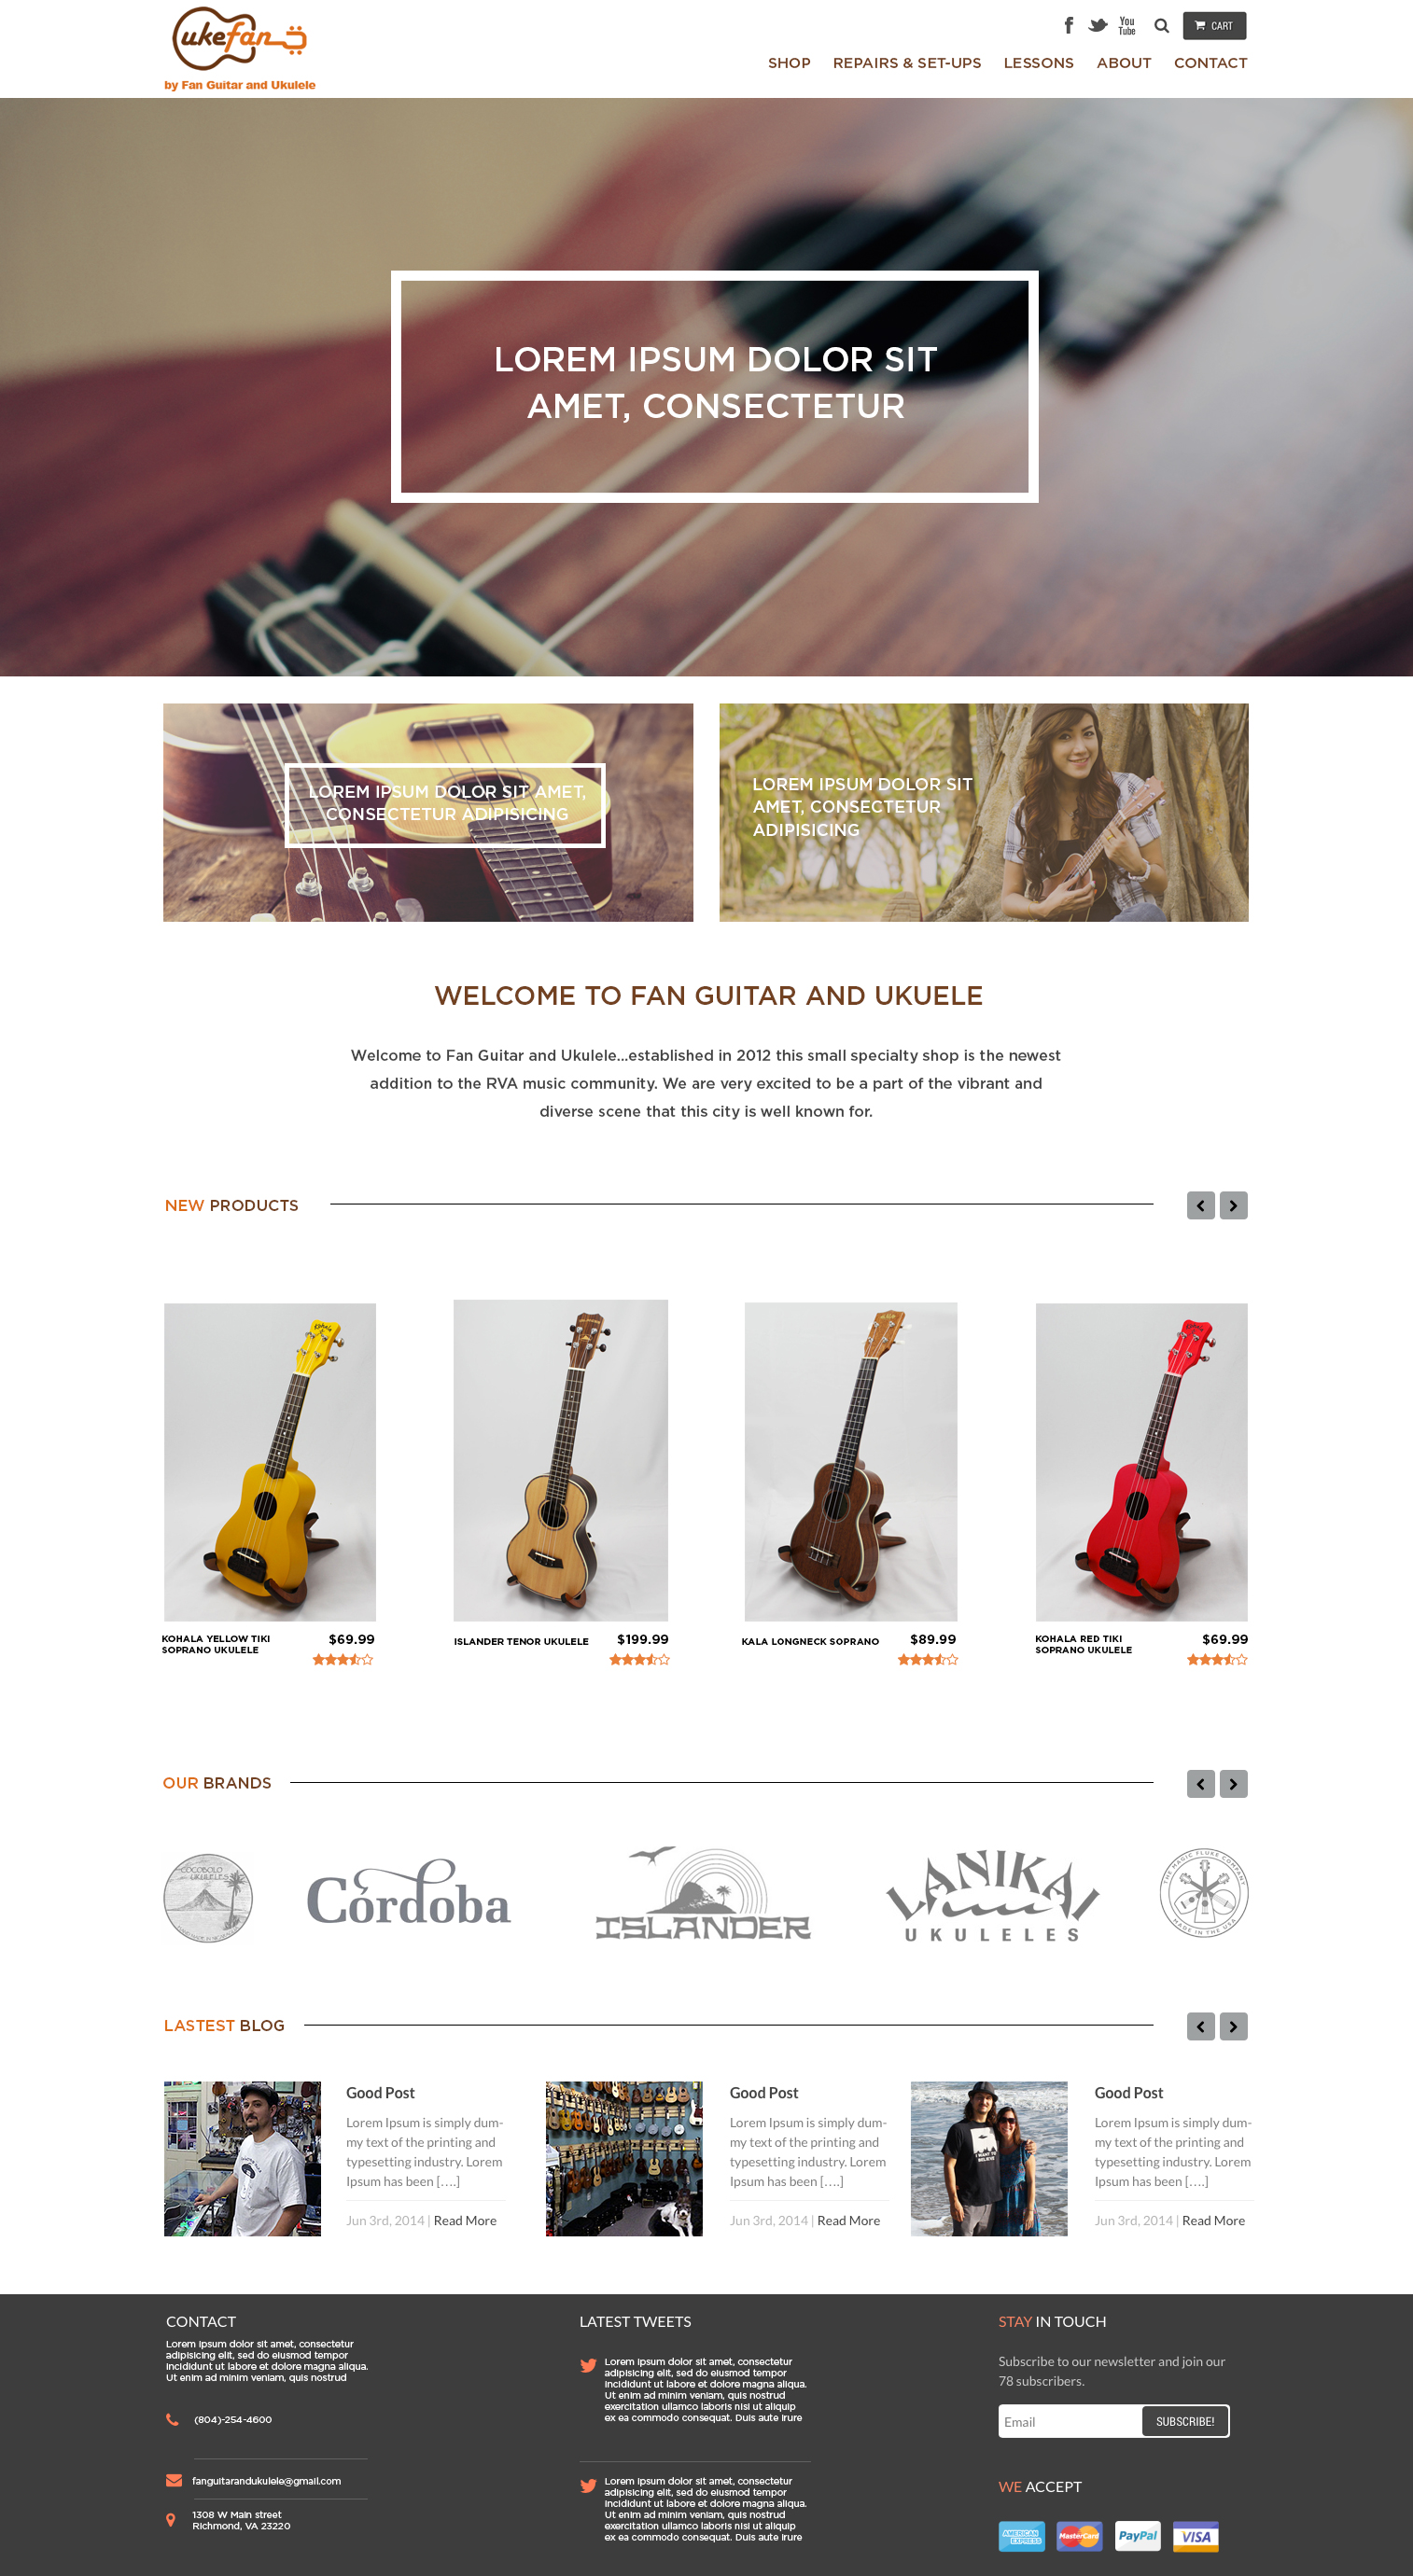 ukefan
by Fan Guitar and Ukulele
You
Tube
CART
SHOP REPAIRS & SET-UPS LESSONS ABOUT CONTACT
LOREM IPSUM DOLOR SIT
AMET, CONSECTETUR
LOREM IPSUM DOLOR SIT AMET,
CONSECTETUR ADIPISICING
LOREM IPSUM DOLOR SIT
AMET, CONSECTETUR
ADIPISICING
WELCOME TO FAN GUITAR AND UKUELE
Welcome to Fan Guitar and Ukulele...established in 2012 this small specialty shop is the newest
addition to the RVA music community. We are very excited to be a part of the vibrant and
diverse scene that this city is well known for.
NEW PRODUCTS
KOHALA YELLOW TIKI
SOPRANO UKULELE
$69.99
ISLANDER TENOR UKULELE
$199.99
KALA LONGNECK SOPRANO
$89.99
KOHALA RED TIKI
SOPRANO UKULELE
$69.99
OUR BRANDS
COCOBOLO
UKULELES
Córdoba
ISLANDER
LANIKAI
UKULELES
THE MAGIC FLUKE COMPANY
MADE IN THE USA
LASTEST BLOG
Good Post
Lorem Ipsum is simply dum-
my text of the printing and
typesetting industry. Lorem
Ipsum has been [....]
Jun 3rd, 2014 | Read More
Good Post
Lorem Ipsum is simply dum-
my text of the printing and
typesetting industry. Lorem
Ipsum has been [....]
Jun 3rd, 2014 | Read More
Good Post
Lorem Ipsum is simply dum-
my text of the printing and
typesetting industry. Lorem
Ipsum has been [....]
Jun 3rd, 2014 | Read More
CONTACT
Lorem ipsum dolor sit amet, consectetur
adipisicing elit, sed do eiusmod tempor
incididunt ut labore et dolore magna aliqua.
Ut enim ad minim veniam, quis nostrud
(804)-254-4600
fanguitarandukulele@gmail.com
1308 W Main street
Richmond, VA 23220
LATEST TWEETS
Lorem ipsum dolor sit amet, consectetur
adipisicing elit, sed do eiusmod tempor
incididunt ut labore et dolore magna aliqua.
Ut enim ad minim veniam, quis nostrud
exercitation ullamco laboris nisi ut aliquip
ex ea commodo consequat. Duis aute irure
Lorem ipsum dolor sit amet, consectetur
adipisicing elit, sed do eiusmod tempor
incididunt ut labore et dolore magna aliqua.
Ut enim ad minim veniam, quis nostrud
exercitation ullamco laboris nisi ut aliquip
ex ea commodo consequat. Duis aute irure
STAY IN TOUCH
Subscribe to our newsletter and join our
78 subscribers.
Email
SUBSCRIBE!
WE ACCEPT
AMERICAN
EXPRESS
MasterCard
PayPal
VISA